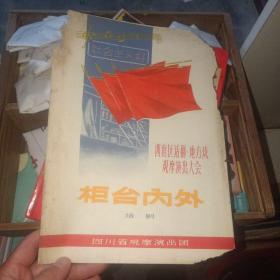 西南区话剧·地方戏
观摩演出大会
柜台内外
话剧
四川省观摩演出团